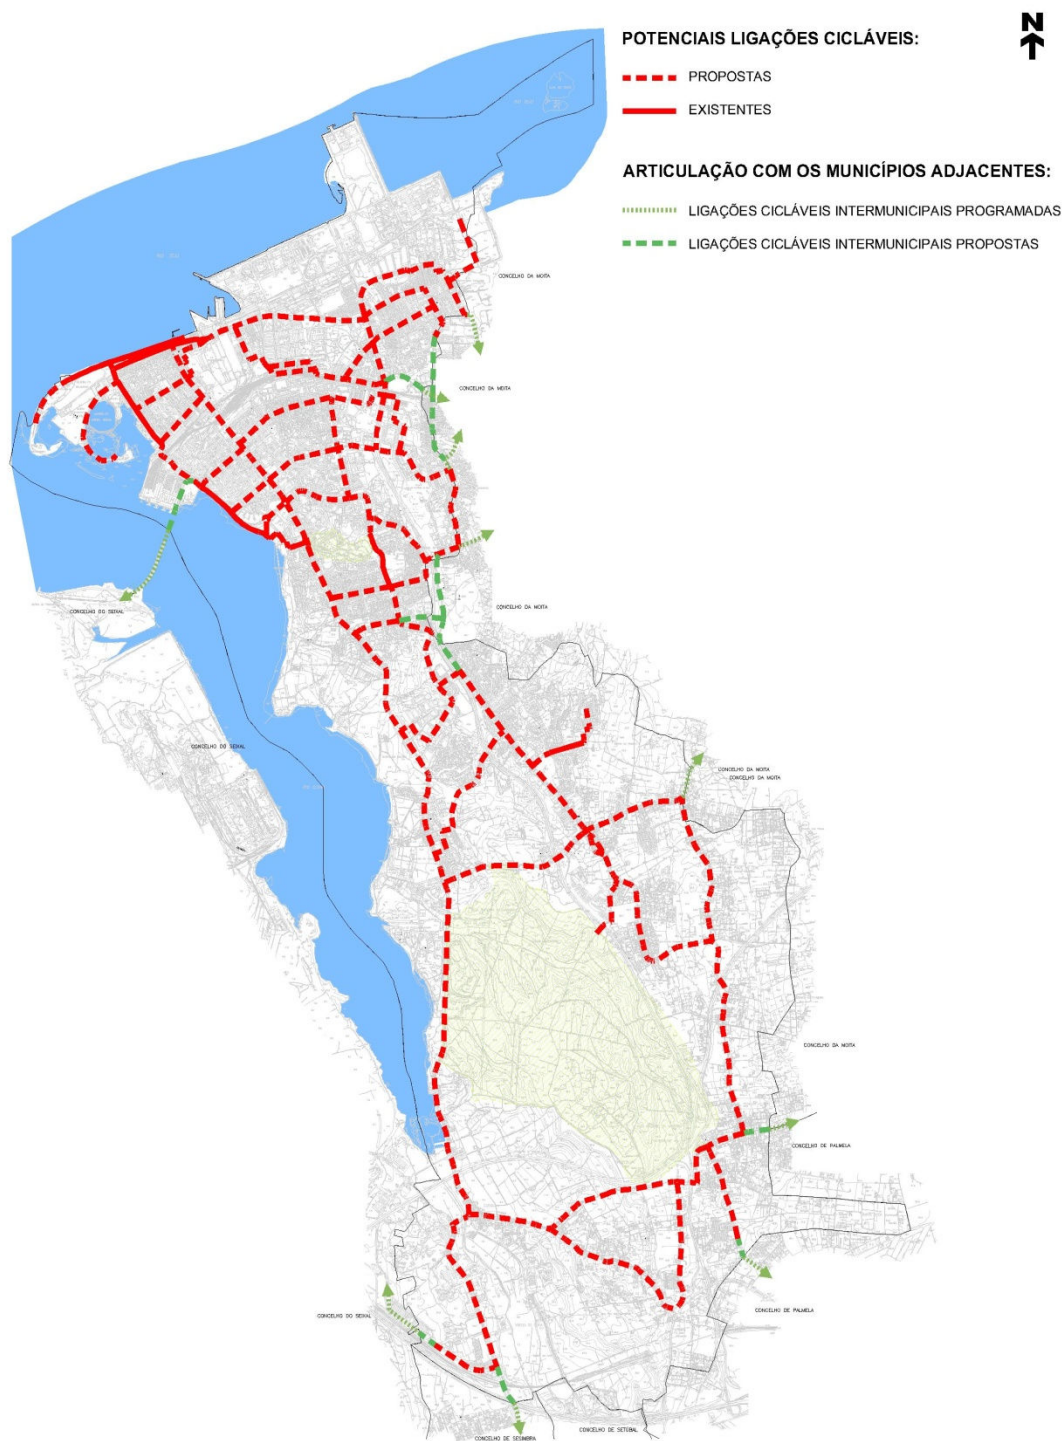 N
POTENCIAIS LIGAÇÕES CICLÁVEIS:
PROPOSTAS
EXISTENTES
ARTICULAÇÃO COM OS MUNICÍPIOS ADJACENTES:
LIGAÇÕES CICLÁVEIS INTERMUNICIPAIS PROGRAMADAS
LIGAÇÕES CICLÁVEIS INTERMUNICIPAIS PROPOSTAS
CONCELHO DA MOITA
CONCELHO DA MOITA
CONCELHO DO SEIXAL
CONCELHO DA MOITA
CONCELHO DO SEIXAL
CONCELHO DA MOITA
CONCELHO DA MOITA
CONCELHO DA MOITA
CONCELHO DE PALMELA
CONCELHO DO SEIXAL
CONCELHO DE PALMELA
CONCELHO DE SETÚBAL
CONCELHO DE SESIMBRA